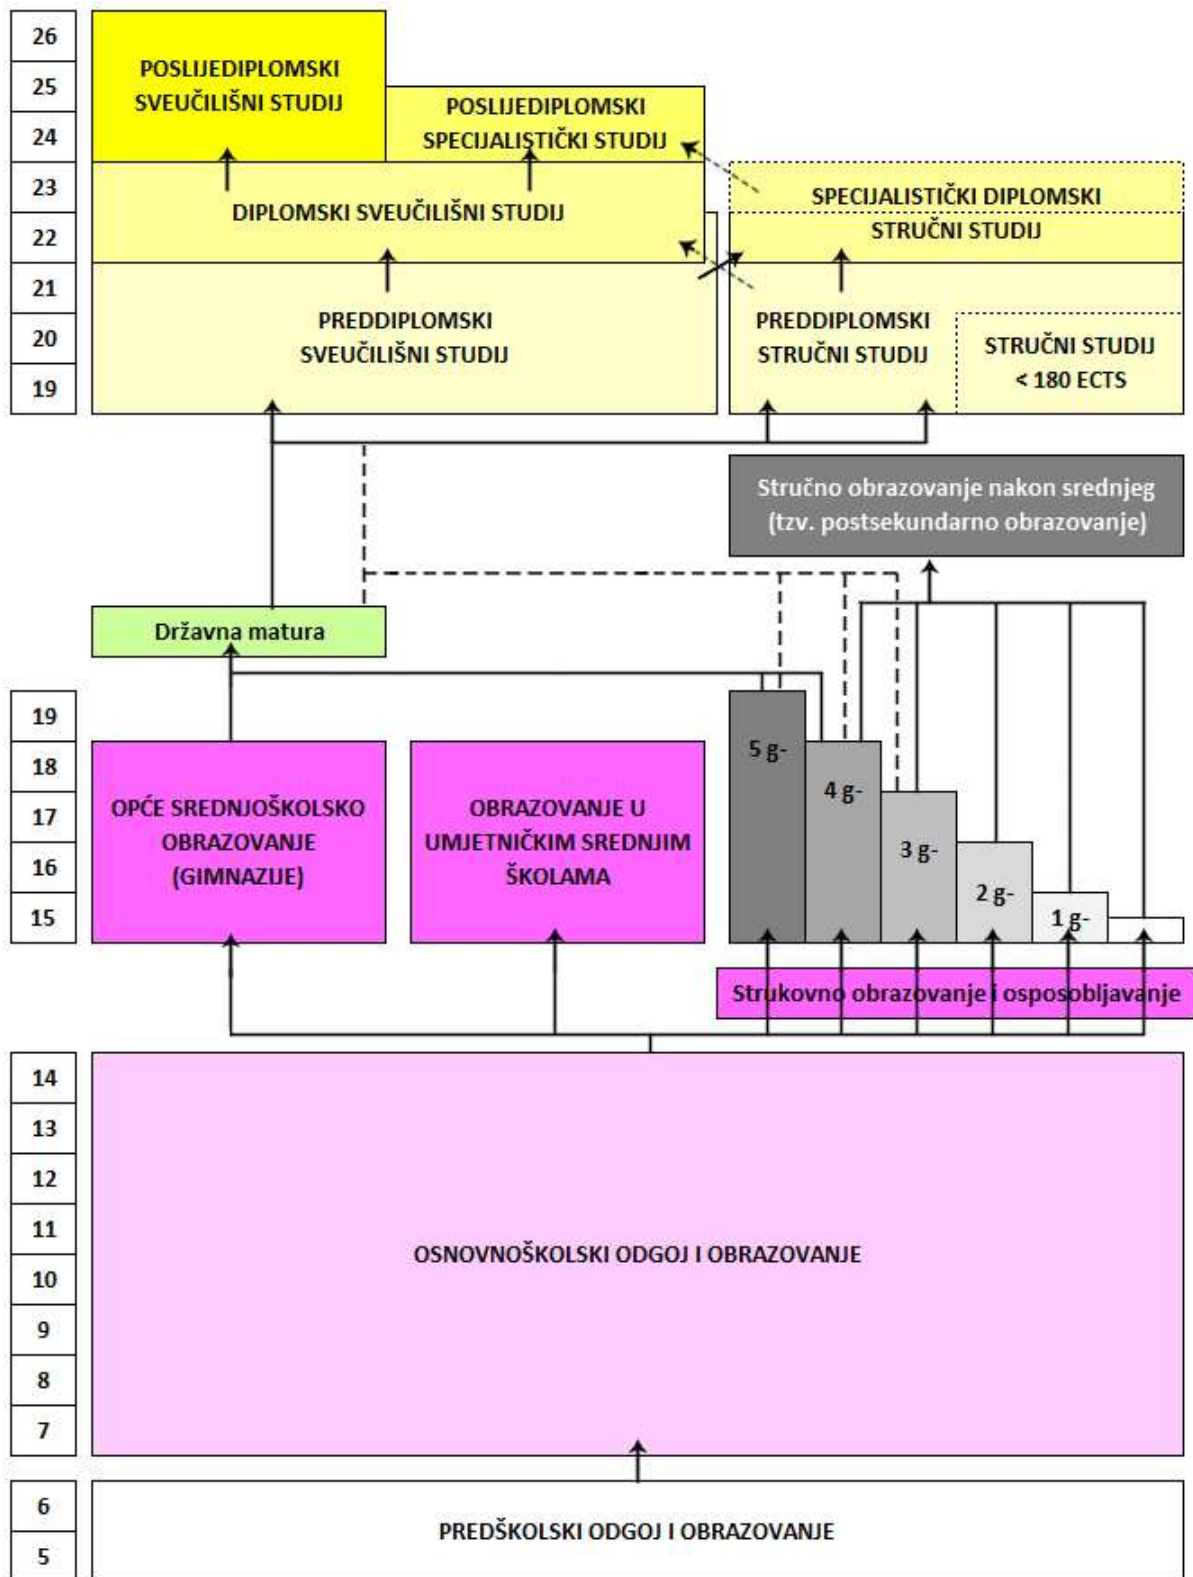 26
25
24
23
22
21
20
19
POSLIJEDIPLOMSKI
SVEUČILIŠNI STUDIJ
POSLIJEDIPLOMSKI
SPECIJALISTIČKI STUDIJ
DIPLOMSKI SVEUČILIŠNI STUDIJ
SPECIJALISTIČKI DIPLOMSKI
STRUČNI STUDIJ
PREDDIPLOMSKI
SVEUČILIŠNI STUDIJ
PREDDIPLOMSKI
STRUČNI STUDIJ
STRUČNI STUDIJ
< 180 ECTS
Stručno obrazovanje nakon srednjeg
(tzv. postsekundarno obrazovanje)
Državna matura
19
18
17
16
15
OPĆE SREDNJOŠKOLSKO
OBRAZOVANJE
(GIMNAZIJE)
OBRAZOVANJE U
UMJETNIČKIM SREDNJIM
ŠKOLAMA
5 g-
4 g-
3 g-
2 g-
1 g-
Strukovno obrazovanje i osposobljavanje
14
13
12
11
10
9
8
7
OSNOVNOŠKOLSKI ODGOJ I OBRAZOVANJE
6
5
PREDŠKOLSKI ODGOJ I OBRAZOVANJE